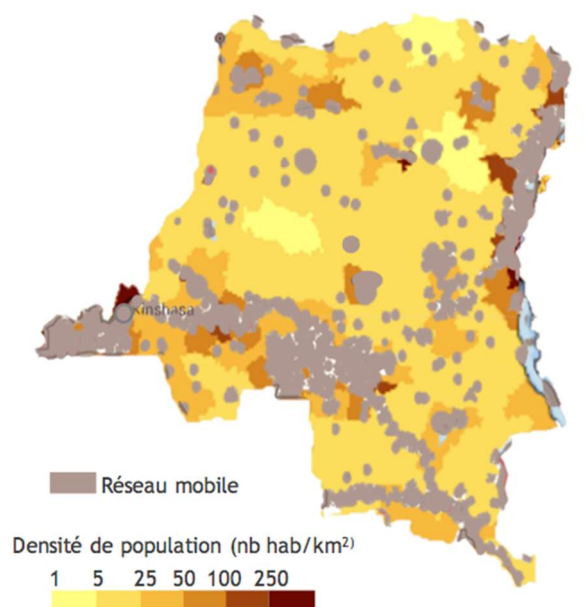 Kinshasa
Réseau mobile
Densité de population (nb hab/km²)
1 5 25 50 100 250